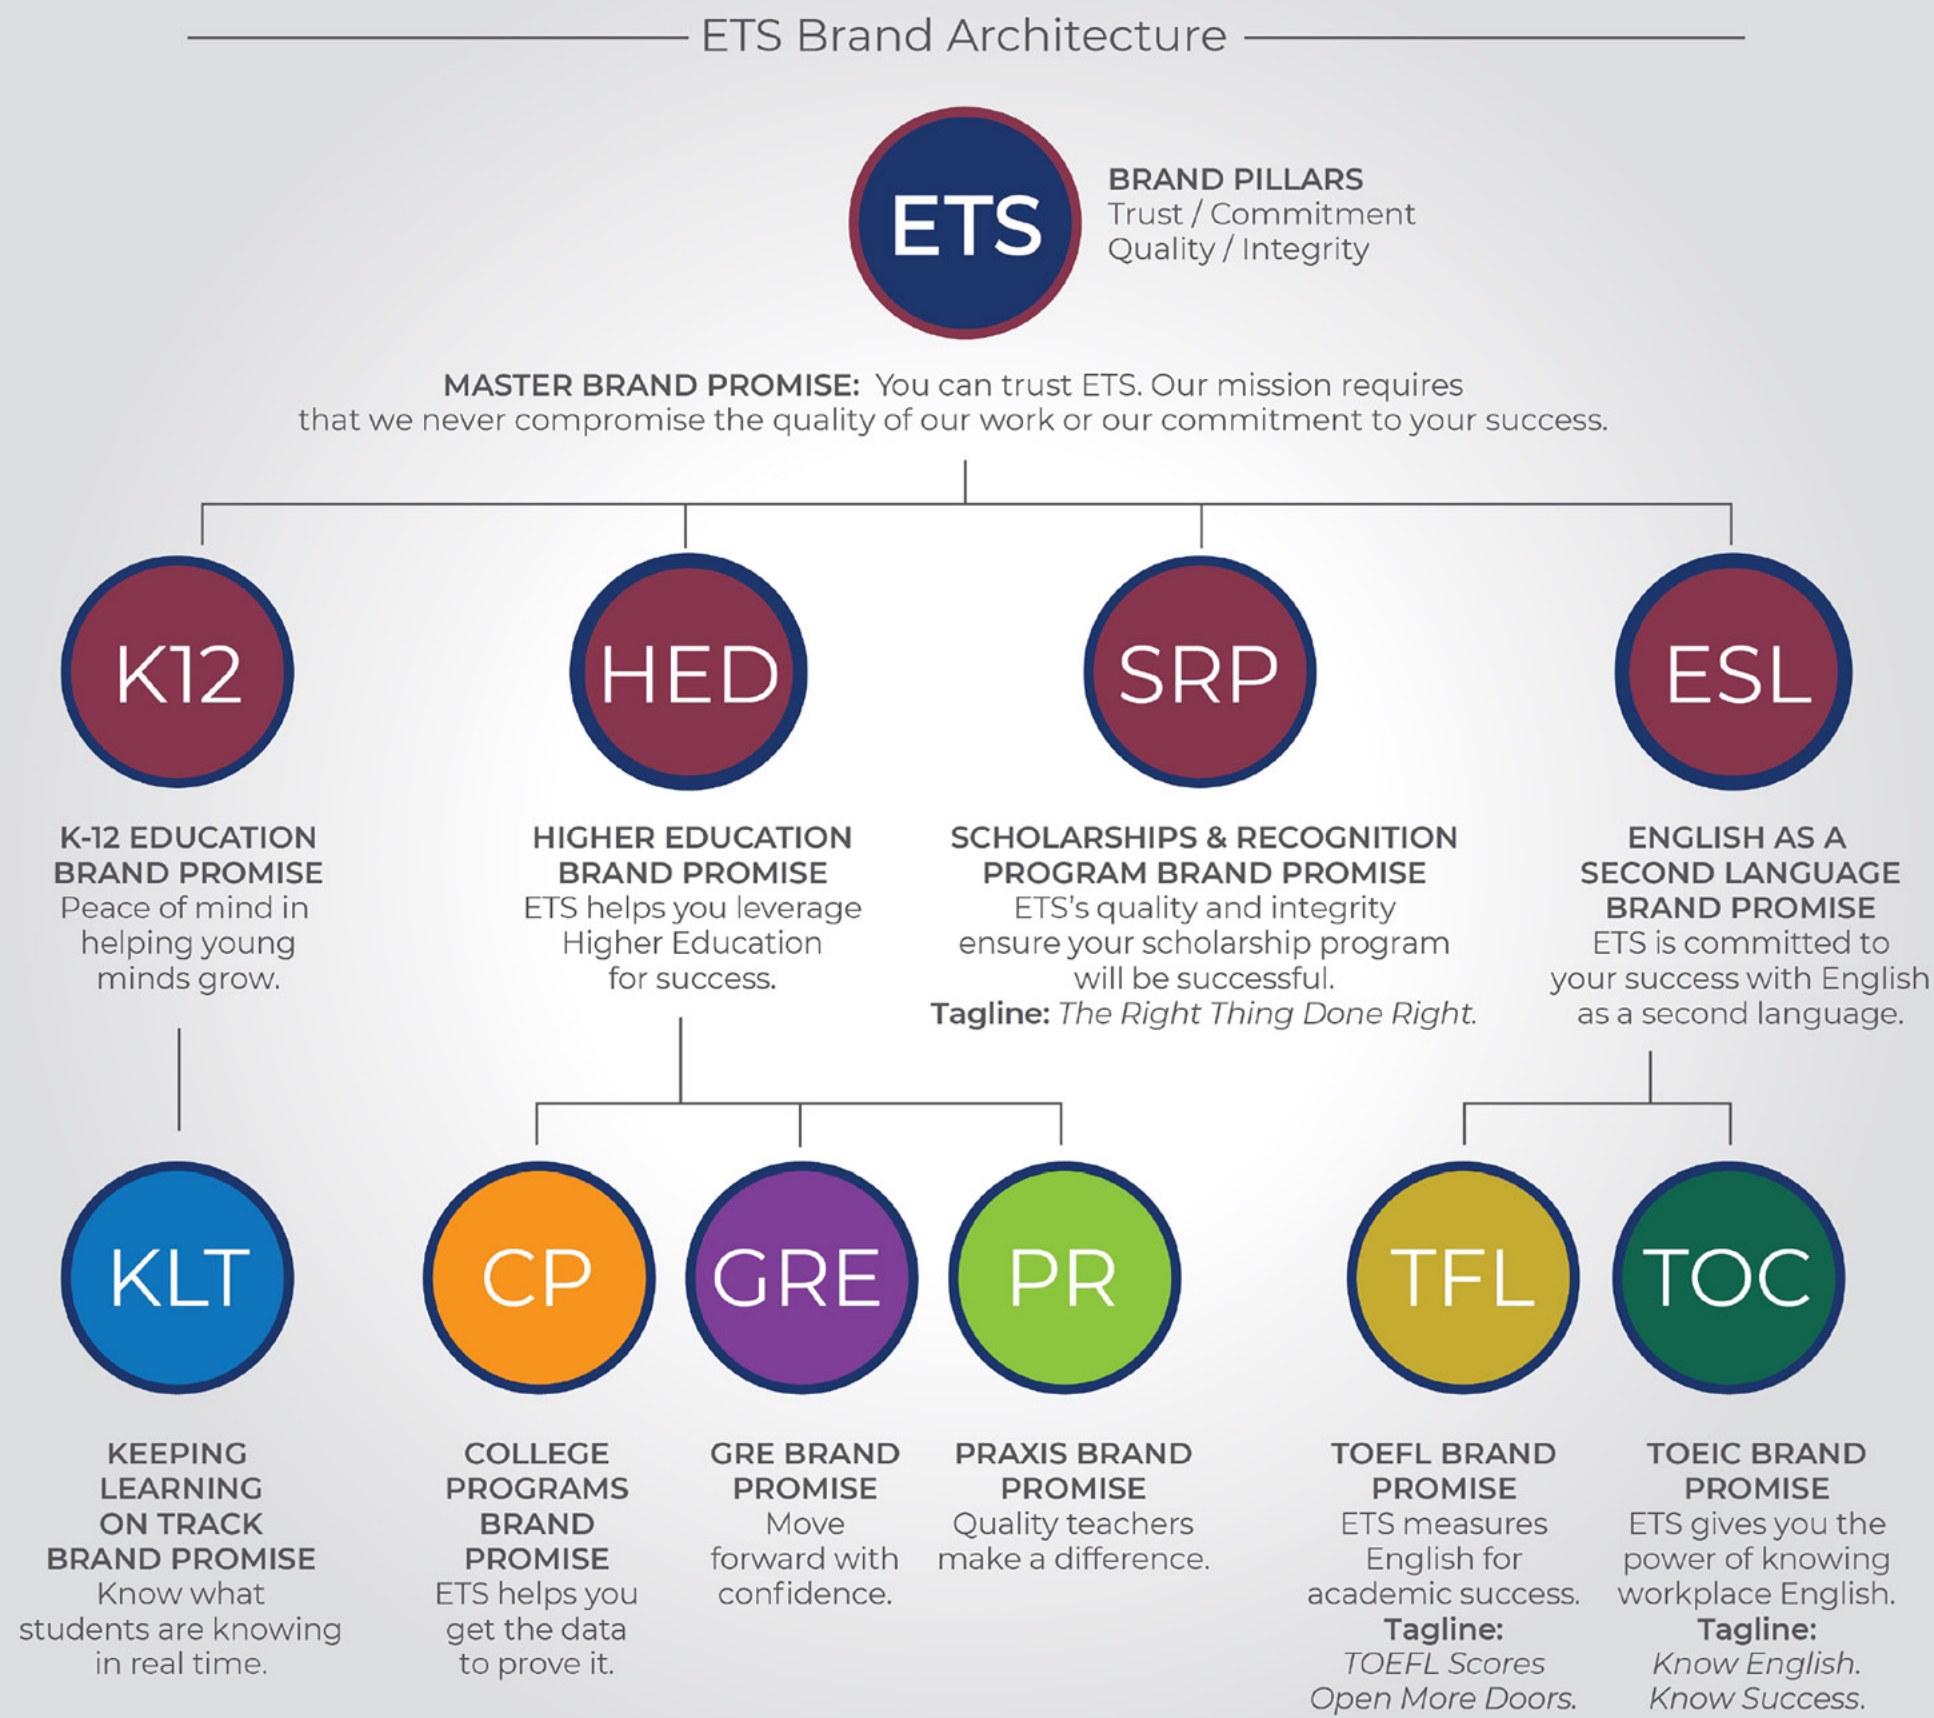 ETS Brand Architecture
ETS
BRAND PILLARS
Trust / Commitment
Quality / Integrity
MASTER BRAND PROMISE: You can trust ETS. Our mission requires
that we never compromise the quality of our work or our commitment to your success.
K12
K-12 EDUCATION
BRAND PROMISE
Peace of mind in
helping young
minds grow.
HED
HIGHER EDUCATION
BRAND PROMISE
ETS helps you leverage
Higher Education
for success.
SRP
SCHOLARSHIPS & RECOGNITION
PROGRAM BRAND PROMISE
ETS's quality and integrity
ensure your scholarship program
will be successful.
Tagline: The Right Thing Done Right.
ESL
ENGLISH AS A
SECOND LANGUAGE
BRAND PROMISE
ETS is committed to
your success with English
as a second language.
KLT
KEEPING
LEARNING
ON TRACK
BRAND PROMISE
Know what
students are knowing
in real time.
CP
COLLEGE
PROGRAMS
BRAND
PROMISE
ETS helps you
get the data
to prove it.
GRE
GRE BRAND
PROMISE
Move
forward with
confidence.
PR
PRAXIS BRAND
PROMISE
Quality teachers
make a difference.
TFL
TOEFL BRAND
PROMISE
ETS measures
English for
academic success.
Tagline:
TOEFL Scores
Open More Doors.
TOC
TOEIC BRAND
PROMISE
ETS gives you the
power of knowing
workplace English.
Tagline:
Know English.
Know Success.